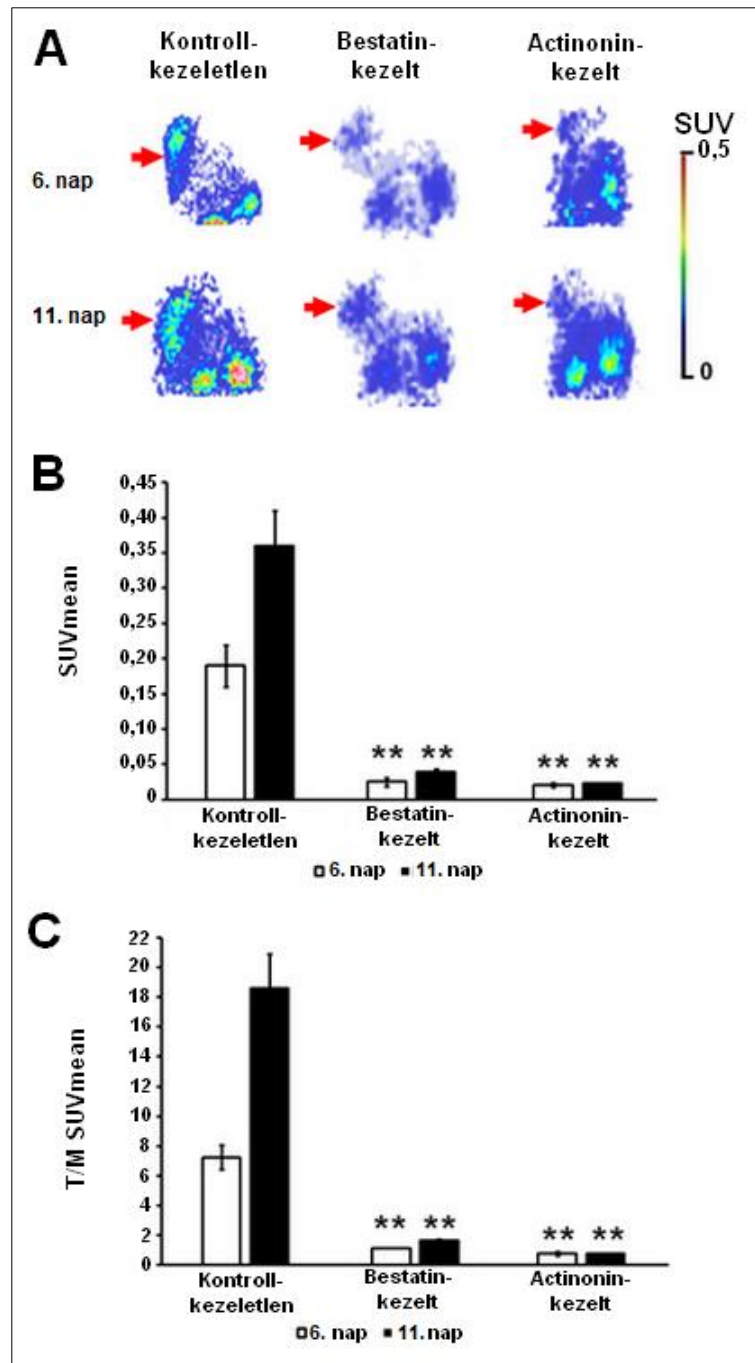 A
Kontroll-
kezeletlen
Bestatin-
kezelt
Actinonin-
kezelt
6. nap
11. nap
SUV
0,5
0
B
SUVmean
0,45
0,40
0,35
0,30
0,25
0,20
0,15
0,10
0,05
0
** ** ** **
Kontroll-
kezeletlen
Bestatin-
kezelt
Actinonin-
kezelt
6. nap 11. nap
C
T/M SUVmean
22
20
18
16
14
12
10
8
6
4
2
0
** ** ** **
Kontroll-
kezeletlen
Bestatin-
kezelt
Actinonin-
kezelt
6. nap 11. nap